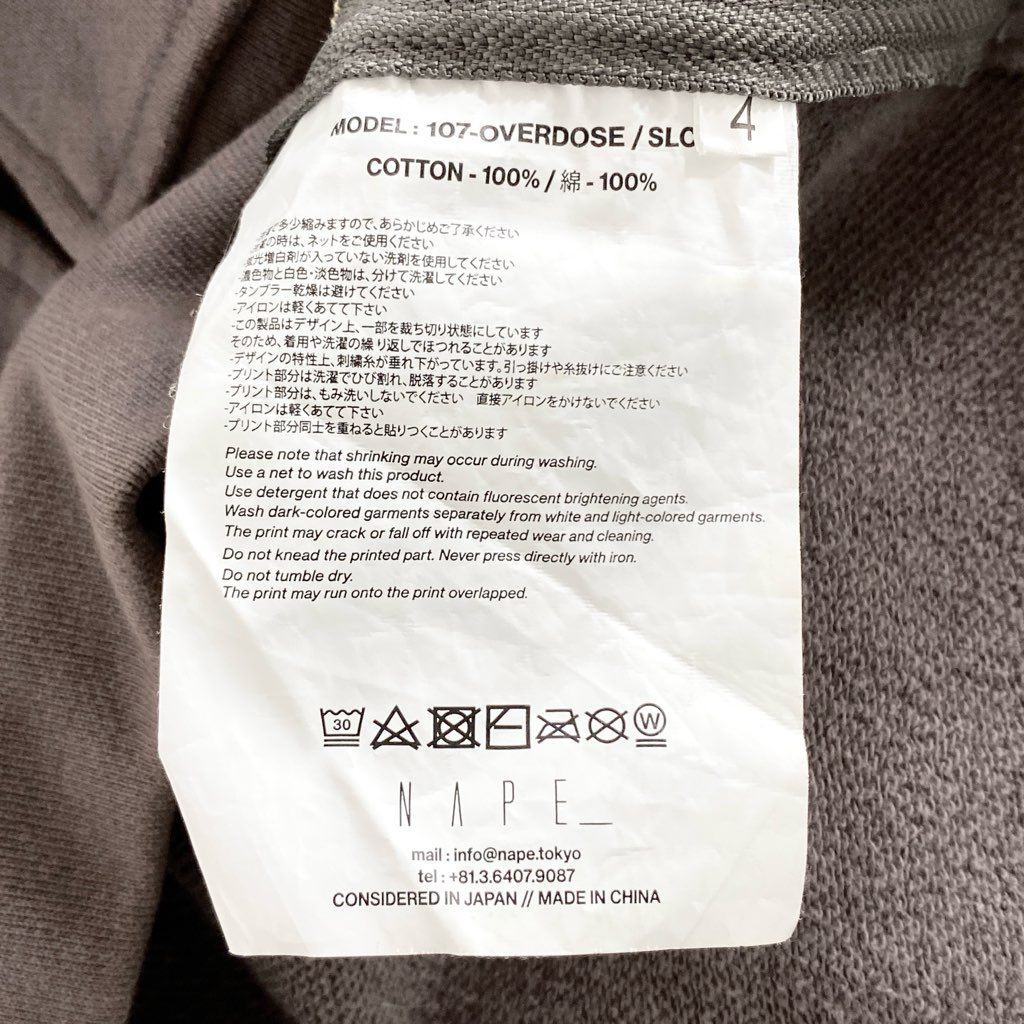 MODEL : 107-OVERDOSE / SLO
4
COTTON - 100% / 綿 - 100%
多少縮みますので、あらかじめご了承ください
の時は、ネットをご使用ください
光増白剤が入っていない洗剤を使用してください
濃色物と白色・淡色物は、分けて洗濯してください
-タンブラー乾燥は避けてください
-アイロンは軽くあてて下さい
-この製品はデザイン上、一部を裁ち切り状態にしています
そのため、着用や洗濯の繰り返しでほつれることがあります
-デザインの特性上、刺繍糸が垂れ下がっています。引っ掛けや糸抜けにご注意ください
-プリント部分は洗濯でひび割れ、脱落することがあります
-プリント部分は、もみ洗いしないでください 直接アイロンをかけないでください
-アイロンは軽くあてて下さい
-プリント部分同士を重ねると貼りつくことがあります
Please note that shrinking may occur during washing.
Use a net to wash this product.
Use detergent that does not contain fluorescent brightening agents.
Wash dark-colored garments separately from white and light-colored garments.
The print may crack or fall off with repeated wear and cleaning.
Do not knead the printed part. Never press directly with iron.
Do not tumble dry.
The print may run onto the print overlapped.
30 W
NAPE_
mail : info@nape.tokyo
tel : +81.3.6407.9087
CONSIDERED IN JAPAN // MADE IN CHINA